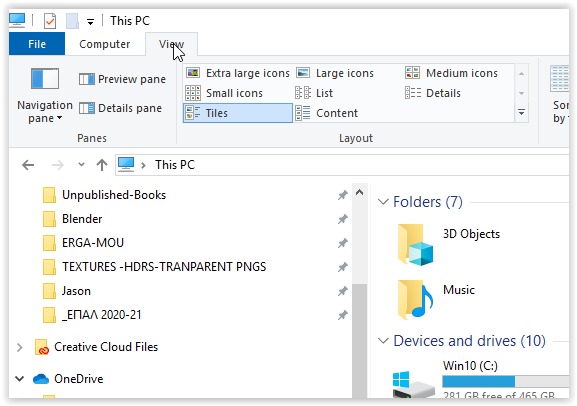 This PC
File Computer View
Extra large icons Large icons Medium icons
Preview pane
Small icons List Details
Navigation pane Details pane
Tiles Content
Panes Layout
This PC
Unpublished-Books
Blender
ERGA-MOU
TEXTURES -HDRS-TRANPARENT PNGS
Jason
_ΕΠΑΛ 2020-21
Creative Cloud Files
OneDrive
Folders (7)
3D Objects
Music
Devices and drives (10)
Win10 (C:)
281 GB free of 465 GB